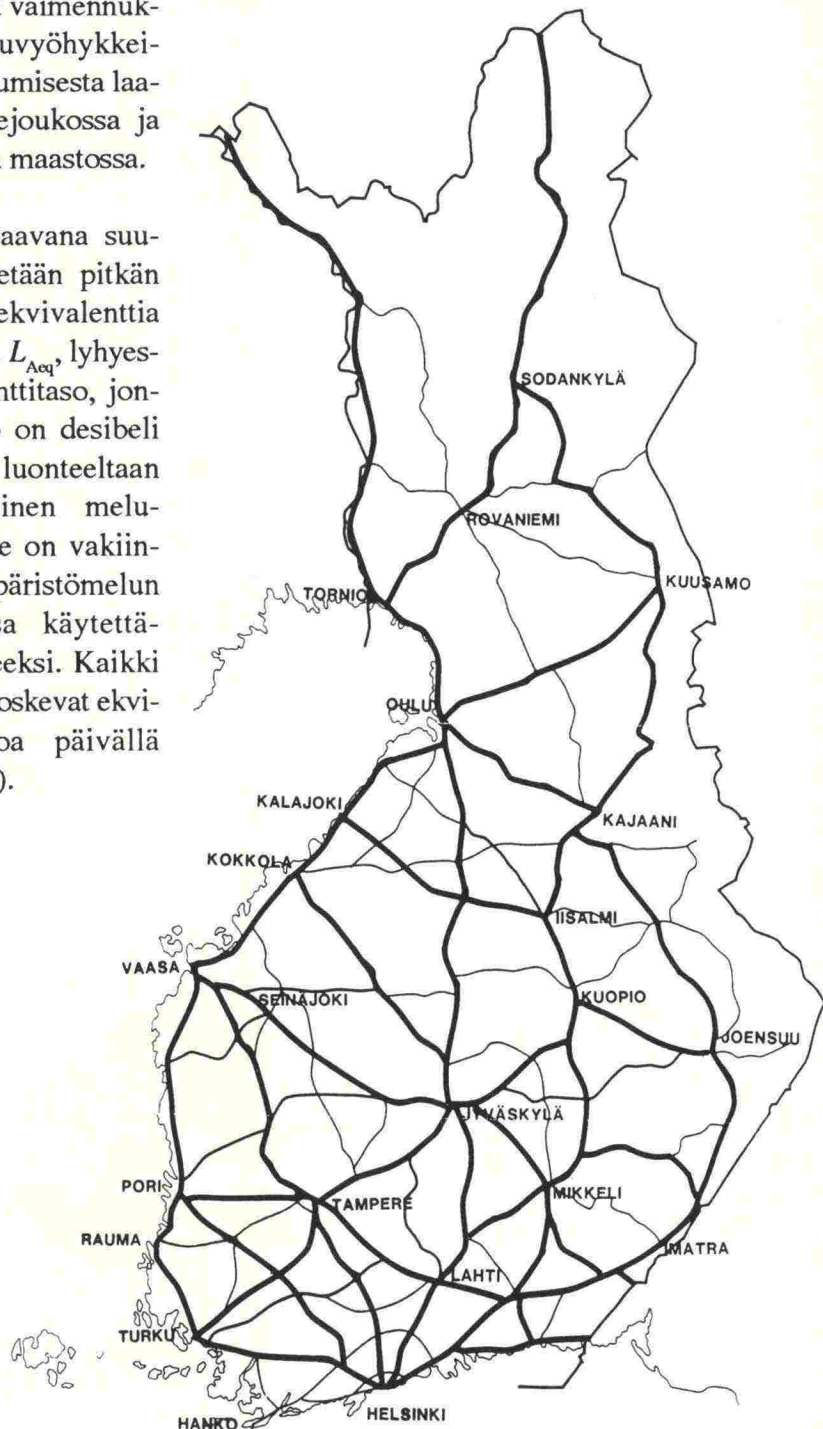 vaimennuk-
uvyöhykkei-
umisesta laa-
ejoukossa ja
maastossa.
aavana suu-
etään pitkän
ekvivalenttia
L_Aeq, lyhyes-
nttitaso, jon-
on desibeli
luonteeltaan
inen melu-
e on vakiin-
päristömelun
sa käytettä-
eeksi. Kaikki
oskevat ekvi-
oa päivällä
).
SODANKYLÄ
ROVANIEMI
KUUSAMO
TORNIO
OULU
KALAJOKI
KAJAANI
KOKKOLA
IISALMI
VAASA
SEINÄJOKI
KUOPIO
JOENSUU
JYVÄSKYLÄ
PORI
TAMPERE
MIKKELI
RAUMA
IMATRA
LAHTI
TURKU
HELSINKI
HANKO